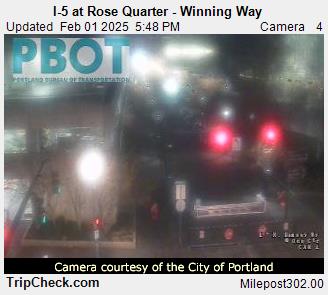 I-5 at Rose Quarter - Winning Way
Updated Feb 01 2025 5:48 PM Camera 4
PBOT
PORTLAND BUREAU OF TRANSPORTATION
Camera courtesy of the City of Portland
TripCheck.com Milepost302.00